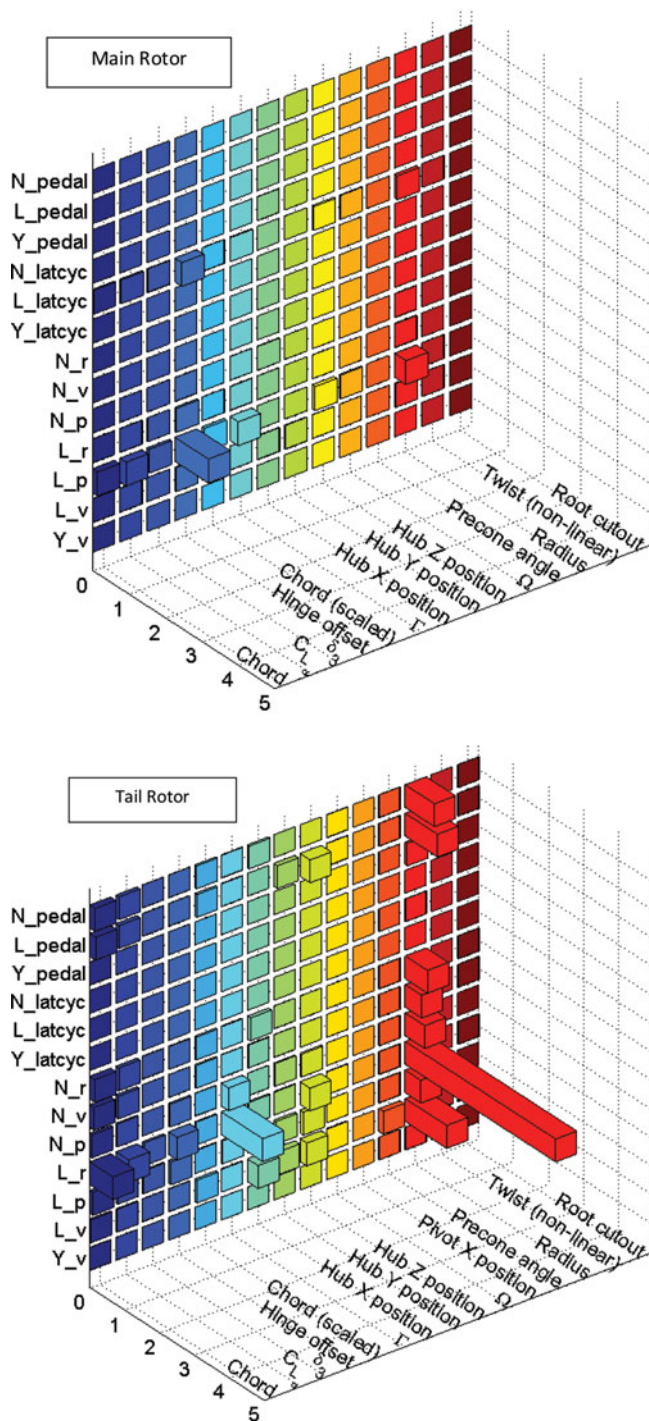 Main Rotor
N_pedal
L_pedal
Y_pedal
N_latcyc
L_latcyc
Y_latcyc
N_r
N_v
N_p
L_r
L_p
L_v
Y_v
0
1
2
3
4
5
Root cutout
Twist (non-linear)
Radius
Precone angle
Ω
Hub Z position
Hub Y position
Hub X position
Γ
Chord (scaled)
Hinge offset
δ3
CLα
Chord
Tail Rotor
N_pedal
L_pedal
Y_pedal
N_latcyc
L_latcyc
Y_latcyc
N_r
N_v
N_p
L_r
L_p
L_v
Y_v
0
1
2
3
4
5
Root cutout
Twist (non-linear)
Radius
Precone angle
Pivot X position
Ω
Hub Z position
Hub Y position
Hub X position
Γ
Chord (scaled)
Hinge offset
δ3
CLα
Chord